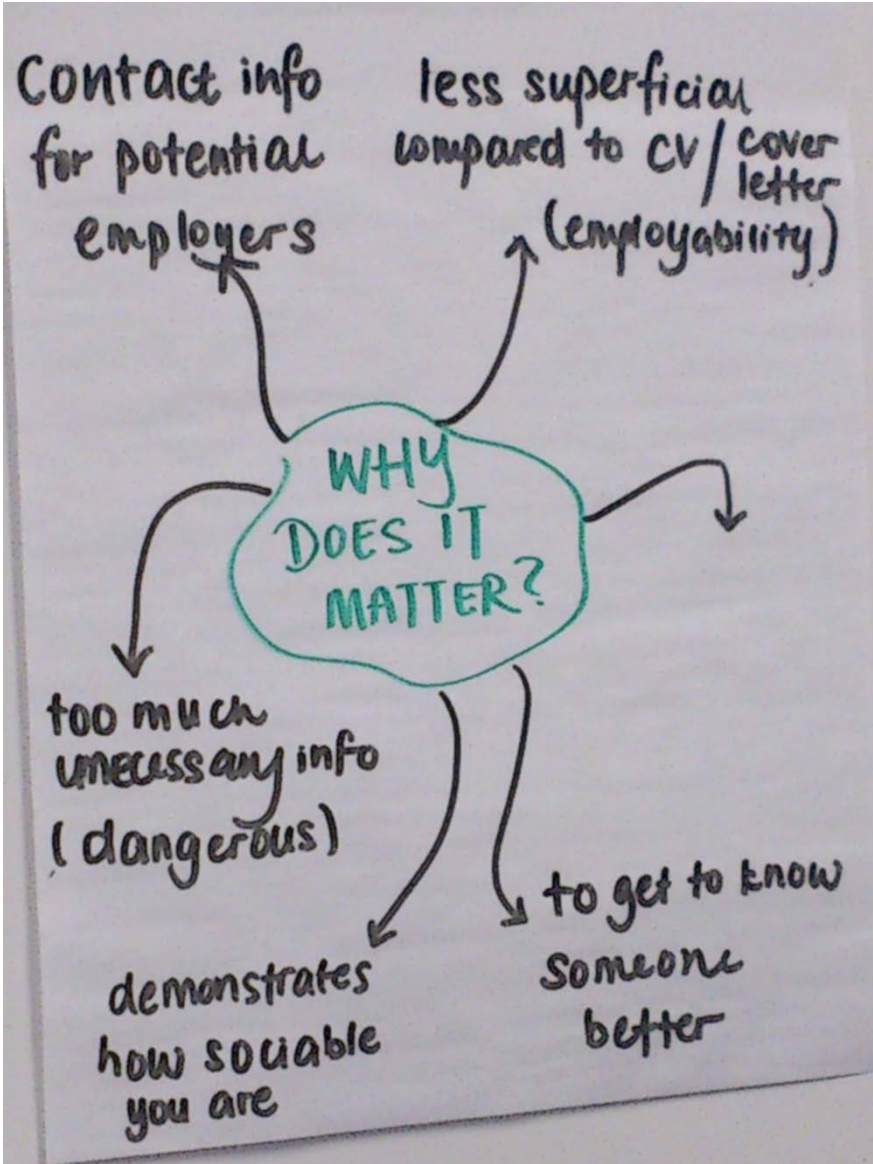 Contact info
for potential
employers
less superficial
compared to CV / cover
letter
(employability)
WHY
DOES IT
MATTER?
too much
unecessary info
(dangerous)
demonstrates
how sociable
you are
to get to know
someone
better